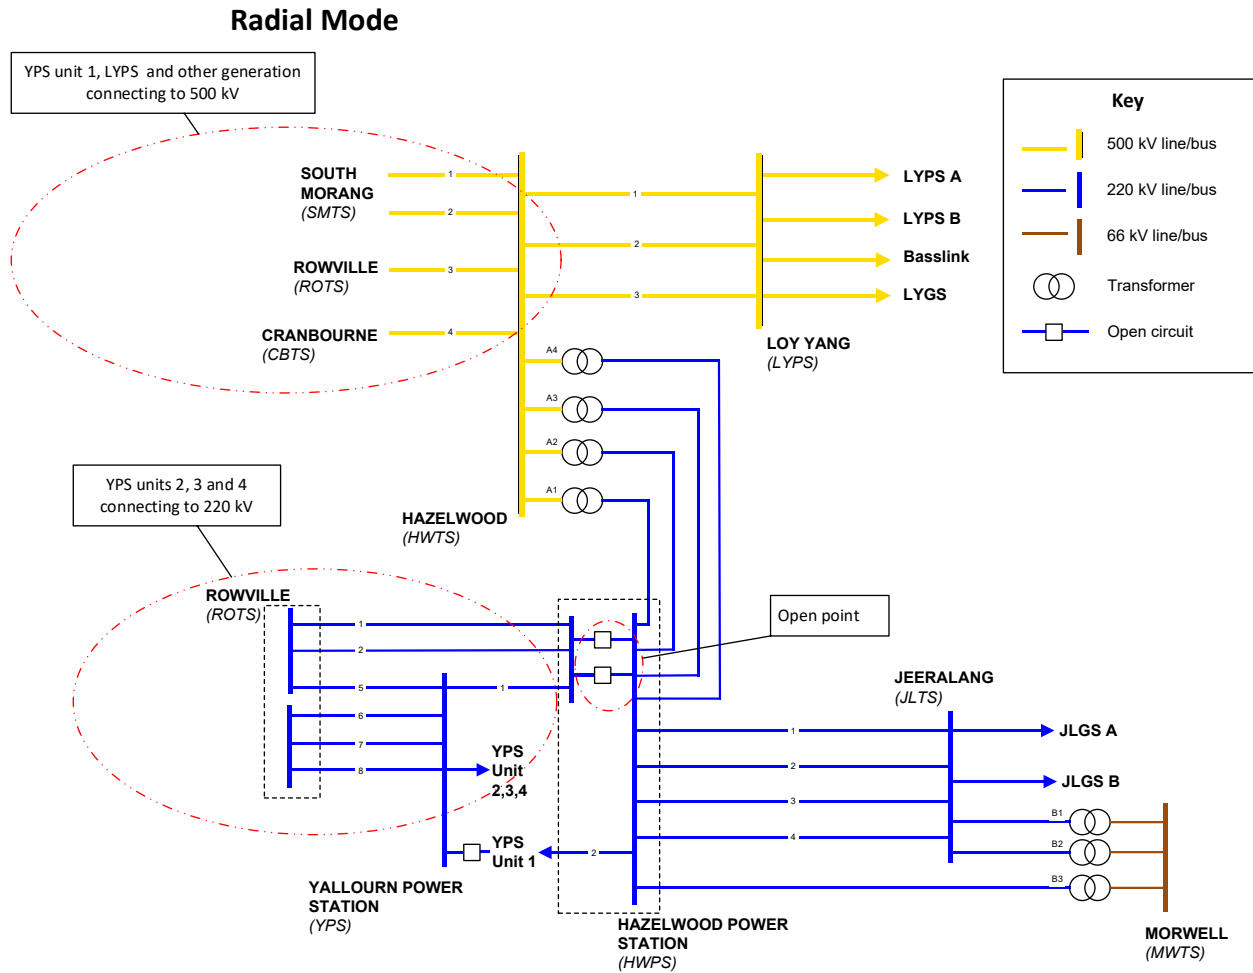 Radial Mode
YPS unit 1, LYPS and other generation
connecting to 500 kV
Key
500 kV line/bus
220 kV line/bus
66 kV line/bus
Transformer
Open circuit
SOUTH
MORANG
(SMTS)
1
2
ROWVILLE
(ROTS)
3
CRANBOURNE
(CBTS)
4
1
2
3
LYPS A
LYPS B
Basslink
LYGS
LOY YANG
(LYPS)
A4
A3
A2
A1
HAZELWOOD
(HWTS)
YPS units 2, 3 and 4
connecting to 220 kV
ROWVILLE
(ROTS)
1
2
5
1
6
7
8
YPS
Unit
2,3,4
YPS
Unit 1
2
YALLOURN POWER
STATION
(YPS)
Open point
HAZELWOOD POWER
STATION
(HWPS)
JEERALANG
(JLTS)
1
2
3
4
JLGS A
JLGS B
B1
B2
B3
MORWELL
(MWTS)